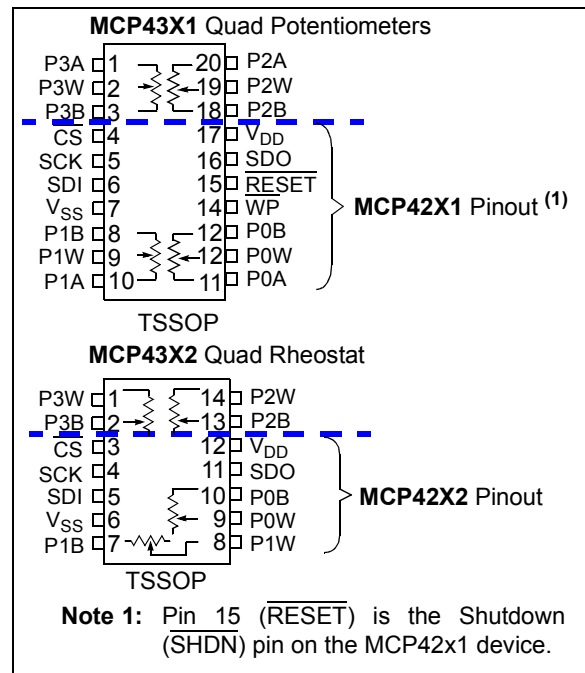 MCP43X1 Quad Potentiometers
P3A 1 20 P2A
P3W 2 19 P2W
P3B 3 18 P2B
CS 4 17 VDD
SCK 5 16 SDO
SDI 6 15 RESET
VSS 7 14 WP
P1B 8 12 P0B
P1W 9 12 P0W
P1A 10 11 P0A
MCP42X1 Pinout (1)
TSSOP
MCP43X2 Quad Rheostat
P3W 1 14 P2W
P3B 2 13 P2B
CS 3 12 VDD
SCK 4 11 SDO
SDI 5 10 P0B
VSS 6 9 P0W
P1B 7 8 P1W
MCP42X2 Pinout
TSSOP
Note 1: Pin 15 (RESET) is the Shutdown
(SHDN) pin on the MCP42x1 device.